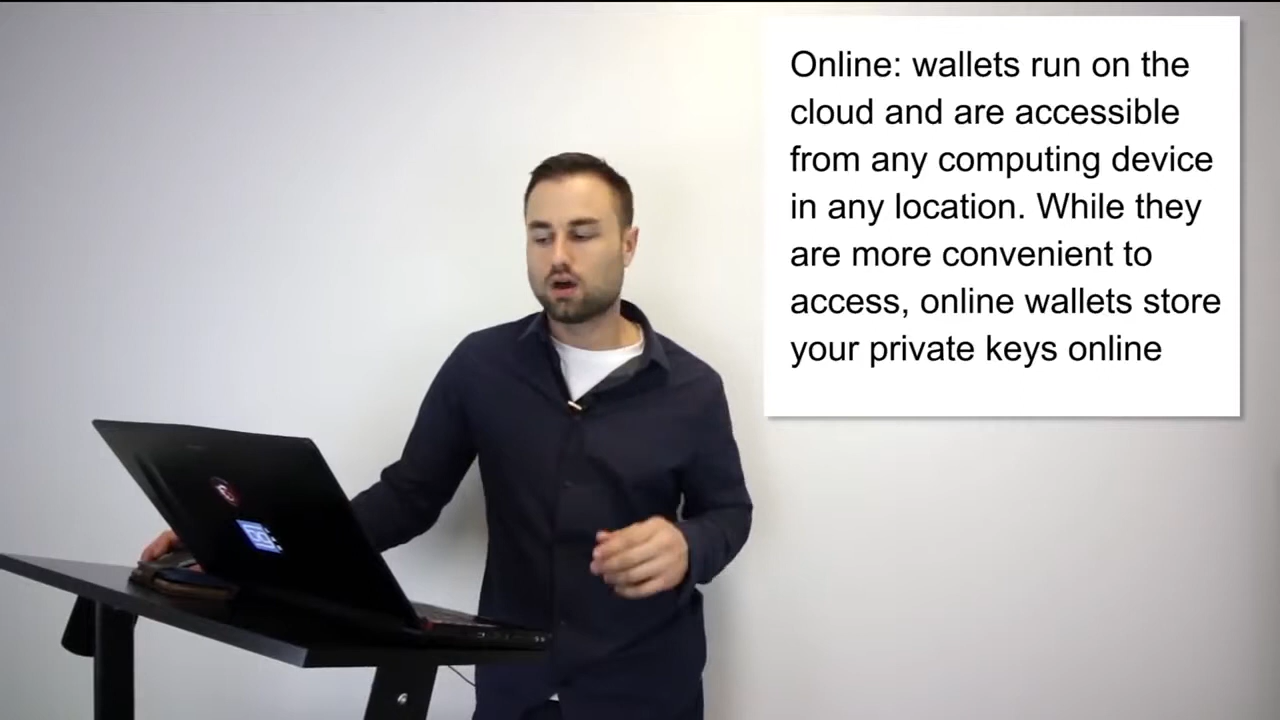 Online: wallets run on the
cloud and are accessible
from any computing device
in any location. While they
are more convenient to
access, online wallets store
your private keys online